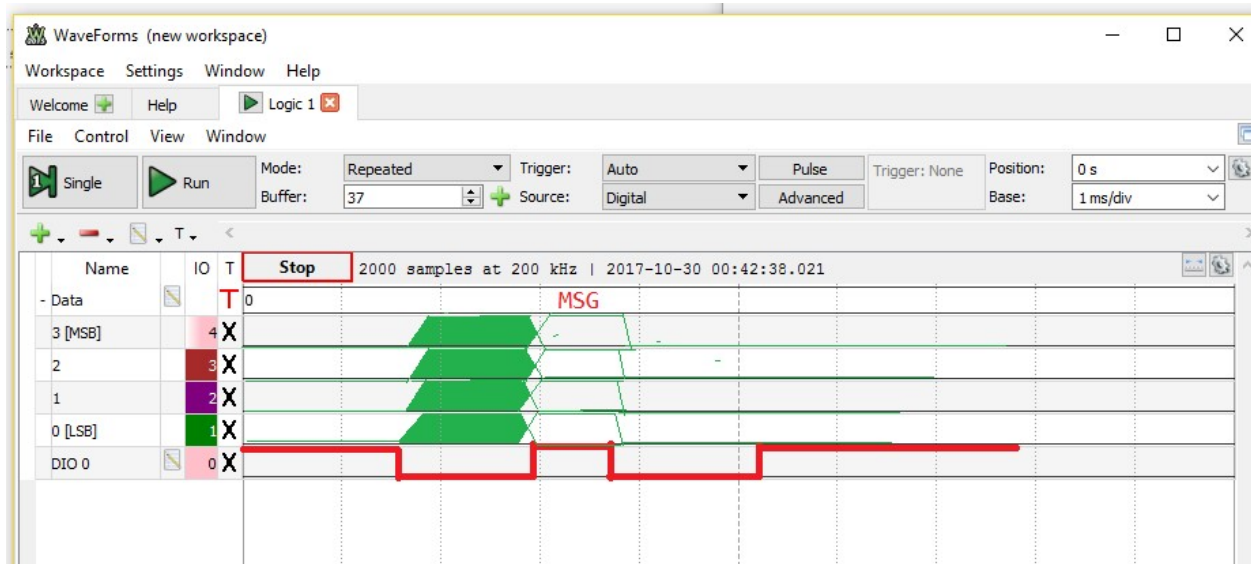 WaveForms (new workspace)
Workspace Settings Window Help
Welcome Help Logic 1
File Control View Window
1 Single Run Mode: Repeated Trigger: Auto Pulse Trigger: None Position: 0 s
Buffer: 37 Source: Digital Advanced Base: 1 ms/div
T
Name IO T Stop 2000 samples at 200 kHz | 2017-10-30 00:42:38.021
- Data T 0 MSG
3 [MSB] 4 X
2 3 X
1 2 X
0 [LSB] 1 X
DIO 0 0 X